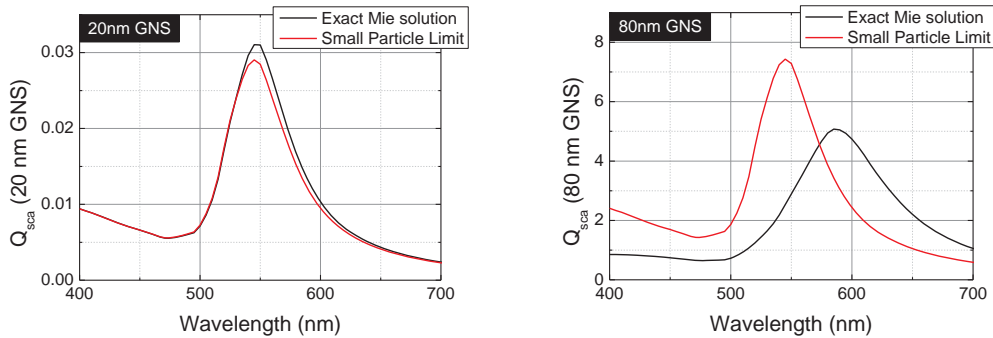 20nm GNS
Exact Mie solution
Small Particle Limit
Q_sca (20 nm GNS)
0.03
0.02
0.01
0.00
400
500
600
700
Wavelength (nm)
80nm GNS
Exact Mie solution
Small Particle Limit
Q_sca (80 nm GNS)
8
6
4
2
0
400
500
600
700
Wavelength (nm)